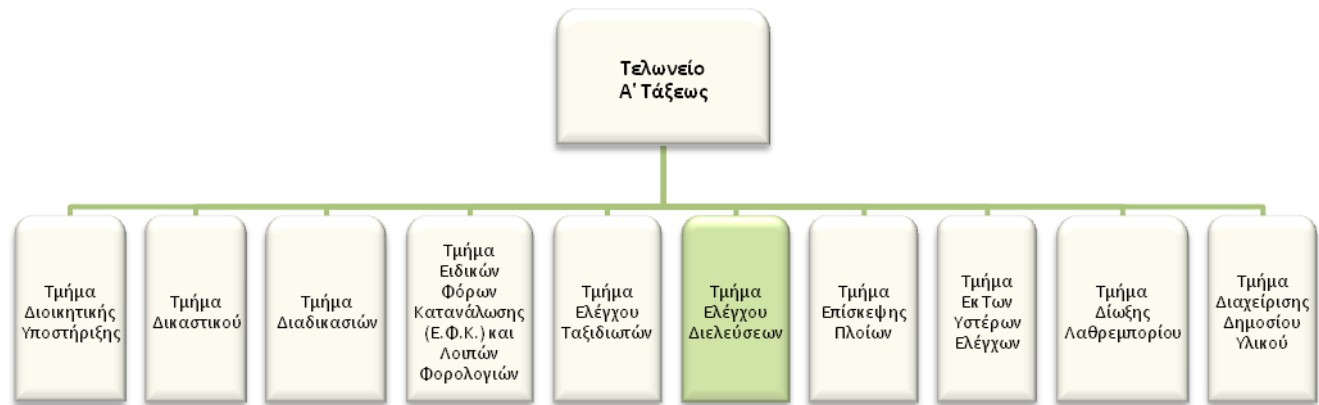 Τελωνείο
Α' Τάξεως
Τμήμα
Διοικητικής
Υποστήριξης
Τμήμα
Δικαστικού
Τμήμα
Διαδικασιών
Τμήμα
Ειδικών
Φόρων
Κατανάλωσης
(Ε.Φ.Κ.) και
Λοιπών
Φορολογιών
Τμήμα
Ελέγχου
Ταξιδιωτών
Τμήμα
Ελέγχου
Διελεύσεων
Τμήμα
Επίσκεψης
Πλοίων
Τμήμα
Εκ Των
Υστέρων
Ελέγχων
Τμήμα
Δίωξης
Λαθρεμπορίου
Τμήμα
Διαχείρισης
Δημοσίου
Υλικού